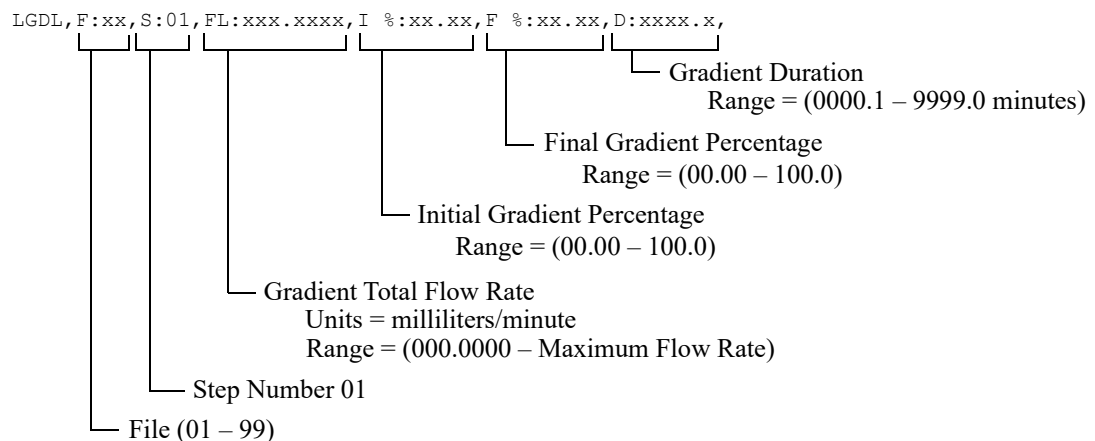 LGDL,F:xx,S:01,FL:xxx.xxxx,I %:xx.xx,F %:xx.xx,D:xxxx.x,
Gradient Duration
Range = (0000.1 – 9999.0 minutes)
Final Gradient Percentage
Range = (00.00 – 100.0)
Initial Gradient Percentage
Range = (00.00 – 100.0)
Gradient Total Flow Rate
Units = milliliters/minute
Range = (000.0000 – Maximum Flow Rate)
Step Number 01
File (01 – 99)